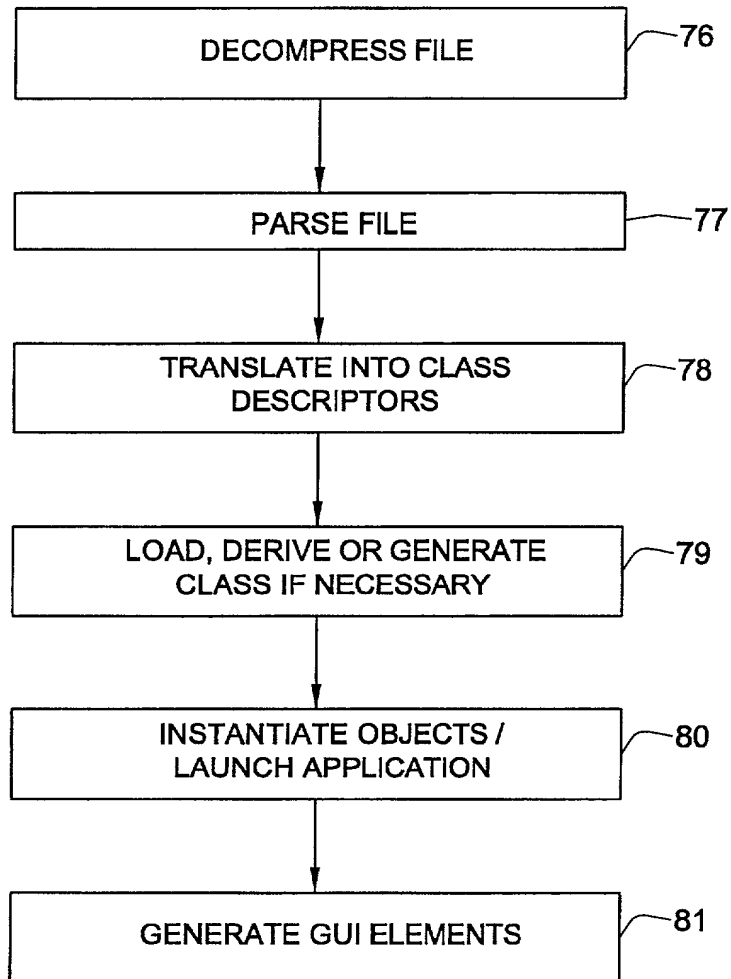 DECOMPRESS FILE
76
PARSE FILE
77
TRANSLATE INTO CLASS
DESCRIPTORS
78
LOAD, DERIVE OR GENERATE
CLASS IF NECESSARY
79
INSTANTIATE OBJECTS /
LAUNCH APPLICATION
80
GENERATE GUI ELEMENTS
81